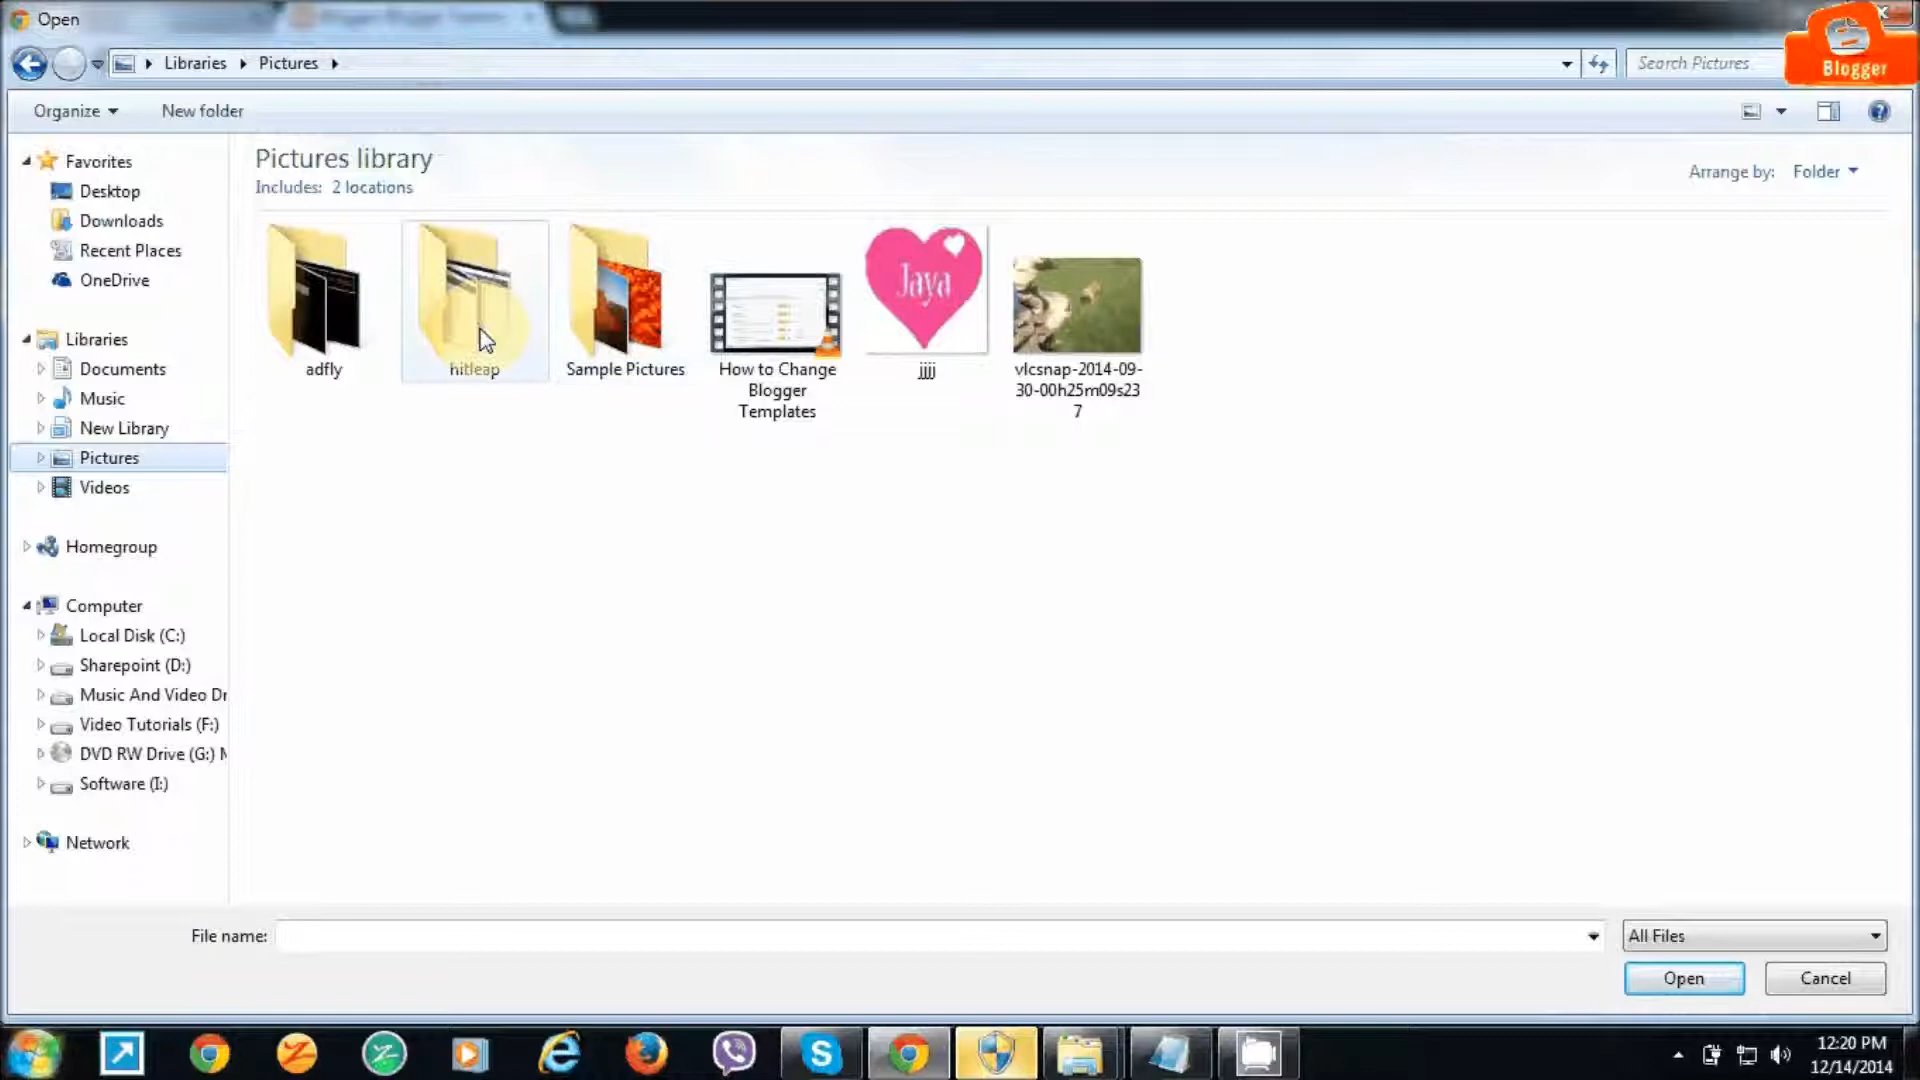 Open
Libraries
Pictures
Search Pictures
Blogger
Organize
New folder
Pictures library
Includes: 2 locations
Arrange by: Folder
Favorites
Desktop
Downloads
Recent Places
OneDrive
Libraries
Documents
Music
New Library
Pictures
Videos
Homegroup
Computer
Local Disk (C:)
Sharepoint (D:)
Music And Video Dr
Video Tutorials (F:)
DVD RW Drive (G:) M
Software (I:)
Network
adfly
hitleap
Sample Pictures
How to Change
Blogger
Templates
Jaya
jjjjj
vlcsnap-2014-09-
30-00h25m09s23
7
File name:
All Files
Open
Cancel
12:20 PM
12/14/2014